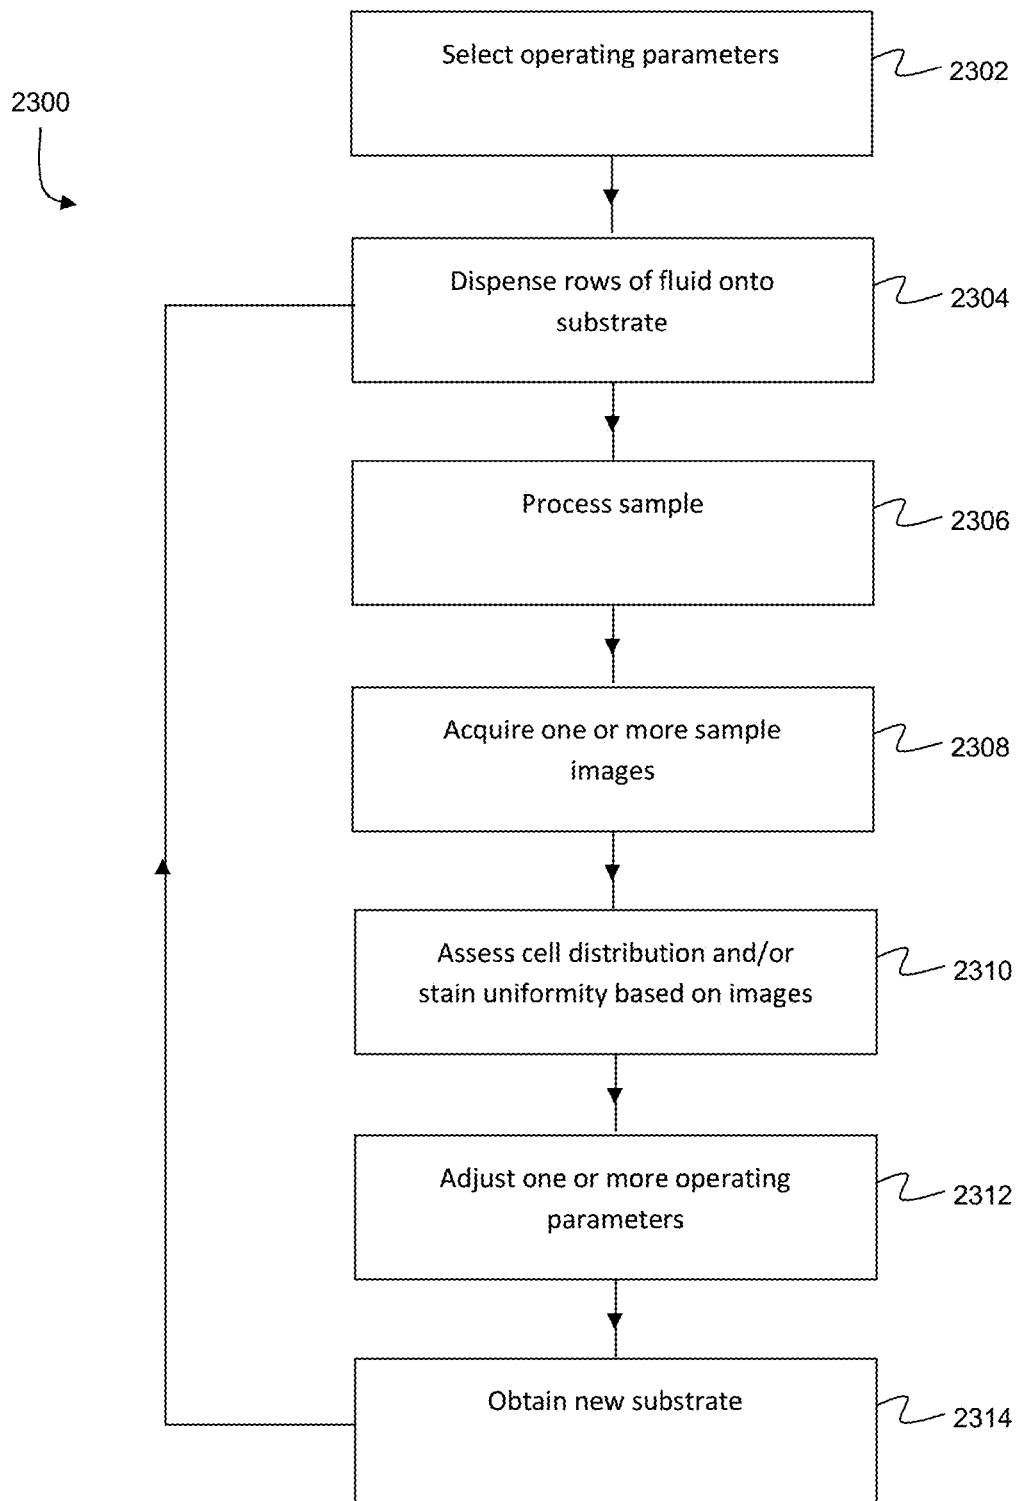 Select operating parameters
2302
2300
Dispense rows of fluid onto
substrate
2304
Process sample
2306
Acquire one or more sample
images
2308
Assess cell distribution and/or
stain uniformity based on images
2310
Adjust one or more operating
parameters
2312
Obtain new substrate
2314